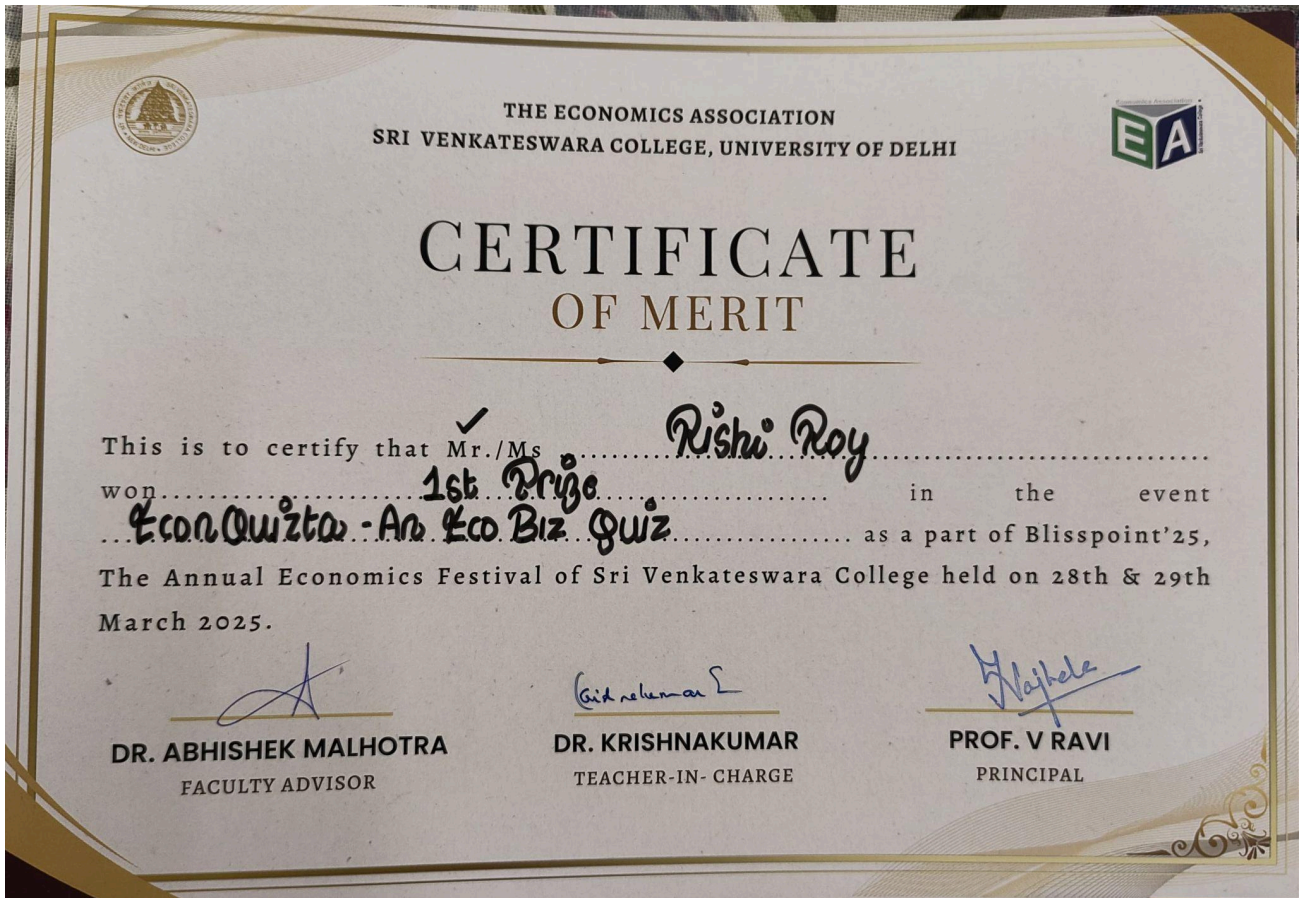 THE ECONOMICS ASSOCIATION
SRI VENKATESWARA COLLEGE, UNIVERSITY OF DELHI
EA
CERTIFICATE
OF MERIT
This is to certify that Mr./Ms ..... Rishi Roy
won 1st Prize in the event
EconQuizta - An Eco Biz Quiz as a part of Blisspoint'25,
The Annual Economics Festival of Sri Venkateswara College held on 28th & 29th
March 2025.
DR. ABHISHEK MALHOTRA
FACULTY ADVISOR
DR. KRISHNAKUMAR
TEACHER-IN- CHARGE
PROF. V RAVI
PRINCIPAL